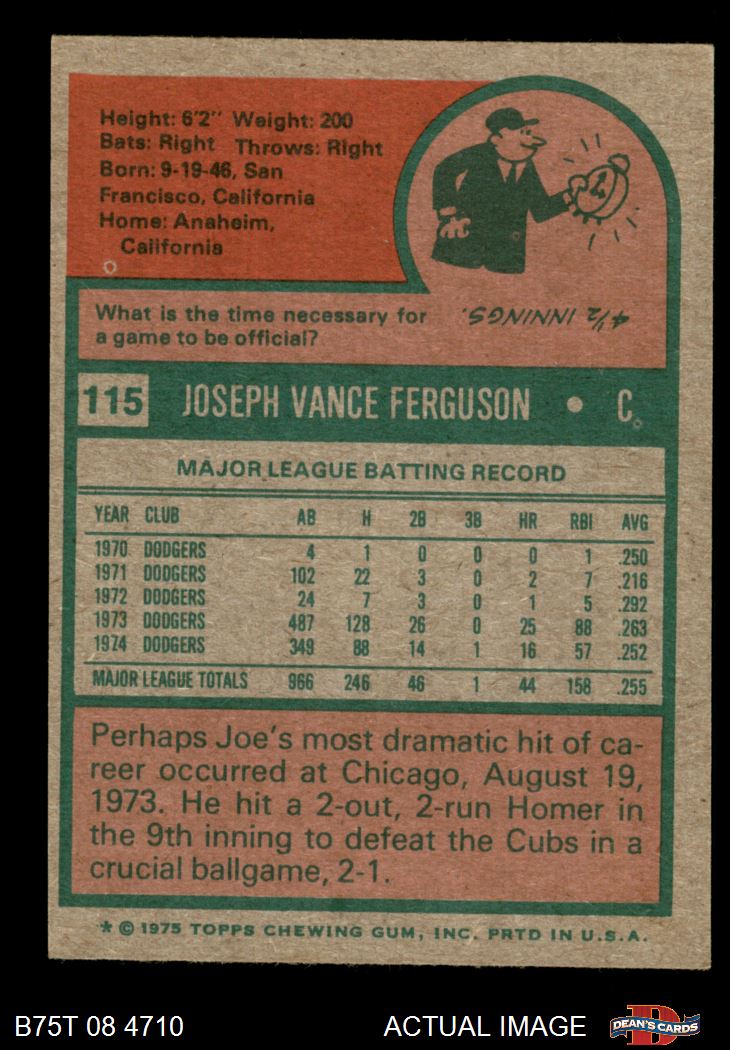 Height: 6'2" Weight: 200
Bats: Right Throws: Right
Born: 9-19-46, San
Francisco, California
Home: Anaheim,
California
What is the time necessary for
a game to be official?
4½ INNINGS.
115 JOSEPH VANCE FERGUSON • C.
MAJOR LEAGUE BATTING RECORD
YEAR CLUB AB H 2B 3B HR RBI AVG
1970 DODGERS 4 1 0 0 0 1 .250
1971 DODGERS 102 22 3 0 2 7 .216
1972 DODGERS 24 7 3 0 1 5 .292
1973 DODGERS 487 128 26 0 25 88 .263
1974 DODGERS 349 88 14 1 16 57 .252
MAJOR LEAGUE TOTALS 966 246 46 1 44 158 .255
Perhaps Joe's most dramatic hit of ca-
reer occurred at Chicago, August 19,
1973. He hit a 2-out, 2-run Homer in
the 9th inning to defeat the Cubs in a
crucial ballgame, 2-1.
* © 1975 TOPPS CHEWING GUM, INC. PRTD IN U.S.A.
B75T 08 4710 ACTUAL IMAGE D DEAN'S CARDS